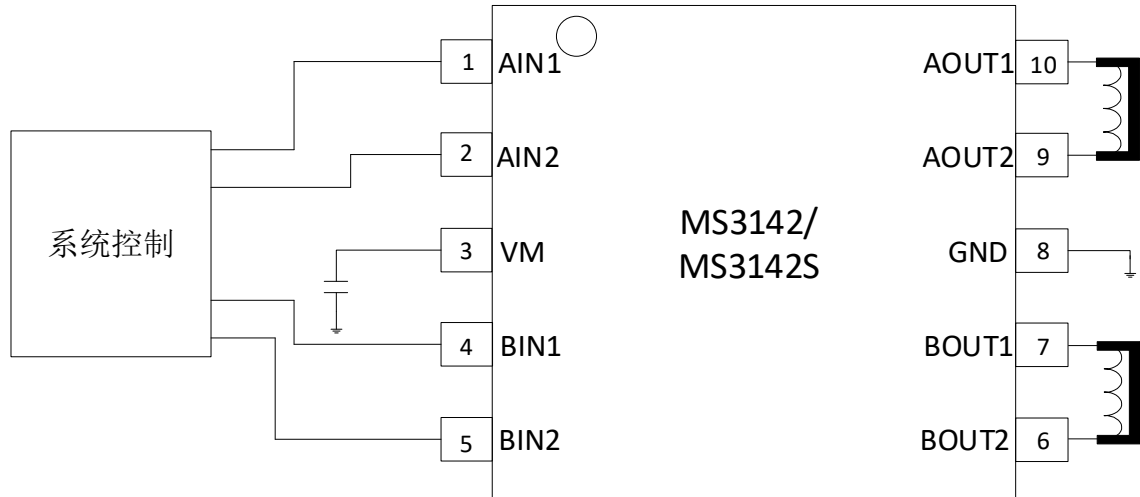 1 AIN1
AOUT1 10
2 AIN2
AOUT2 9
系统控制
MS3142/
MS3142S
3 VM
GND 8
4 BIN1
BOUT1 7
5 BIN2
BOUT2 6